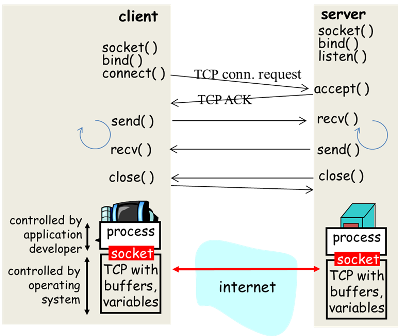 client
server
socket( )
bind( )
connect( )
socket( )
bind( )
listen( )
TCP conn. request
accept( )
TCP ACK
send( )
recv( )
recv( )
send( )
close( )
close( )
controlled by
application
developer
process
socket
controlled by
operating
system
TCP with
buffers,
variables
internet
process
socket
TCP with
buffers,
variables